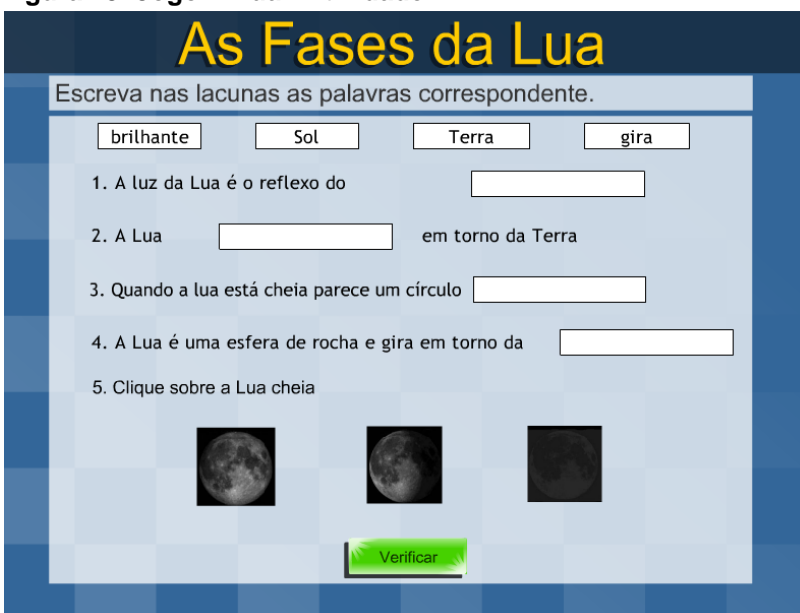 As Fases da Lua
Escreva nas lacunas as palavras correspondente.
brilhante Sol Terra gira
1. A luz da Lua é o reflexo do
2. A Lua em torno da Terra
3. Quando a lua está cheia parece um círculo
4. A Lua é uma esfera de rocha e gira em torno da
5. Clique sobre a Lua cheia
Verificar